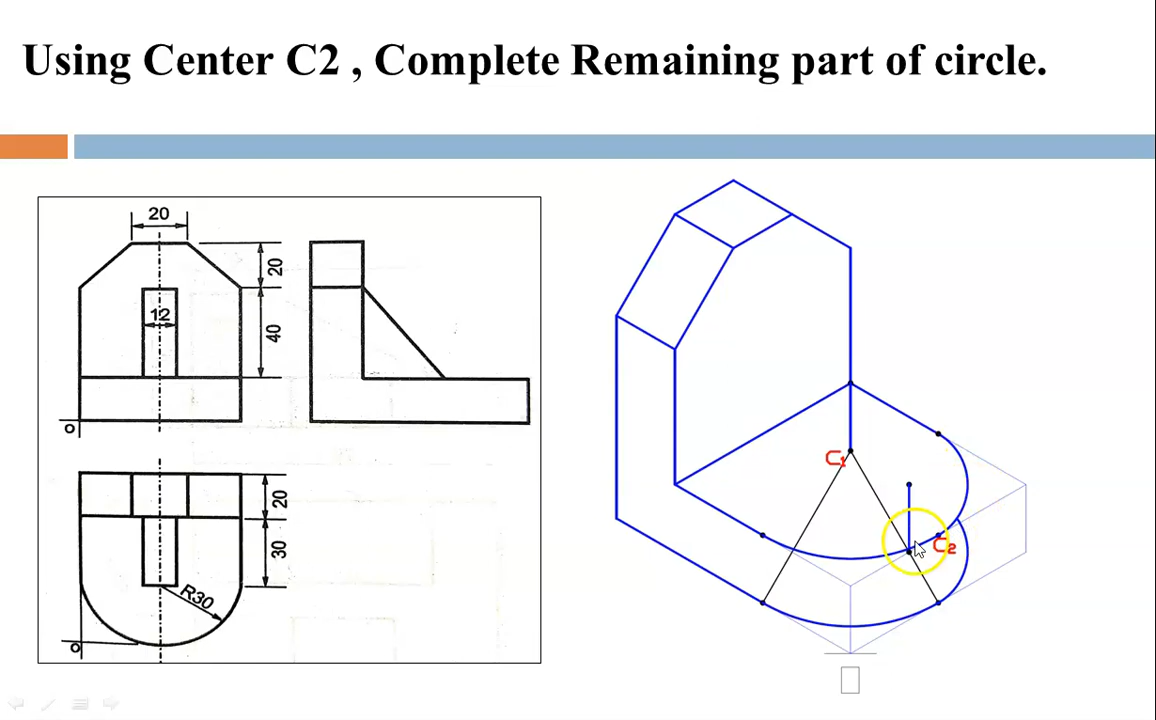 Using Center C2 , Complete Remaining part of circle.
20
20
12
40
O
20
30
R30
O
C1
C2